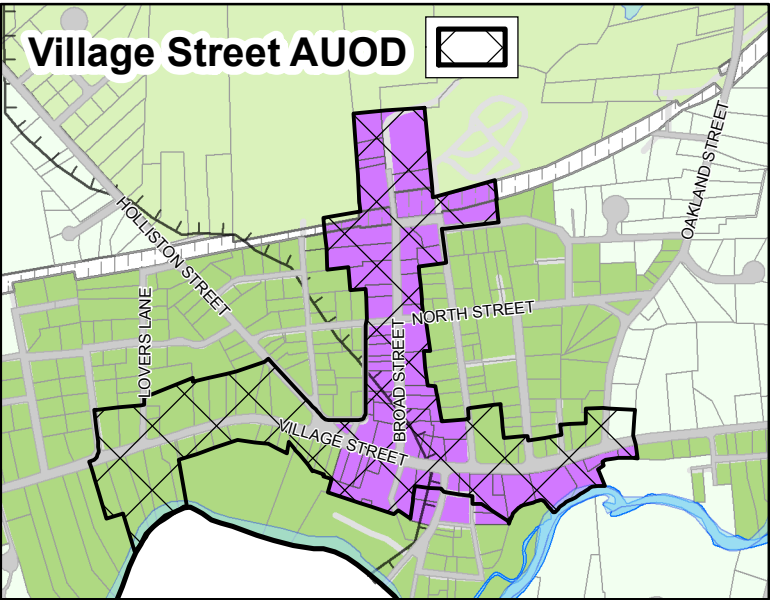 Village Street AUOD
OAKLAND STREET
HOLLISTON STREET
LOVERS LANE
NORTH STREET
BROAD STREET
VILLAGE STREET